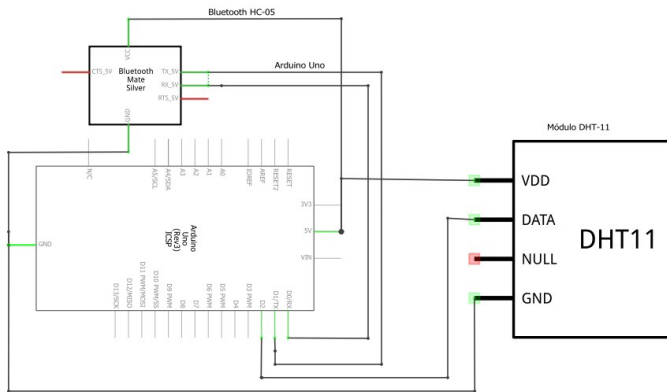 Bluetooth HC-05
VCC
CTS_5V
Bluetooth
Mate
Silver
TX_5V
RX_5V
RTS_5V
GND
Arduino Uno
Módulo DHT-11
N/C
A5/SCL
A4/SDA
A3
A2
A1
A0
IOREF
AREF
RESET2
RESET
3V3
5V
VIN
GND
Arduino
Uno
(Rev3)
ICSP
D13/SCK
D12/MISO
D11 PWM/MOSI
D10 PWM/SS
D9 PWM
D8
D7
D6 PWM
D5 PWM
D4
D3 PWM
D2
D1/TX
D0/RX
VDD
DATA
NULL
GND
DHT11